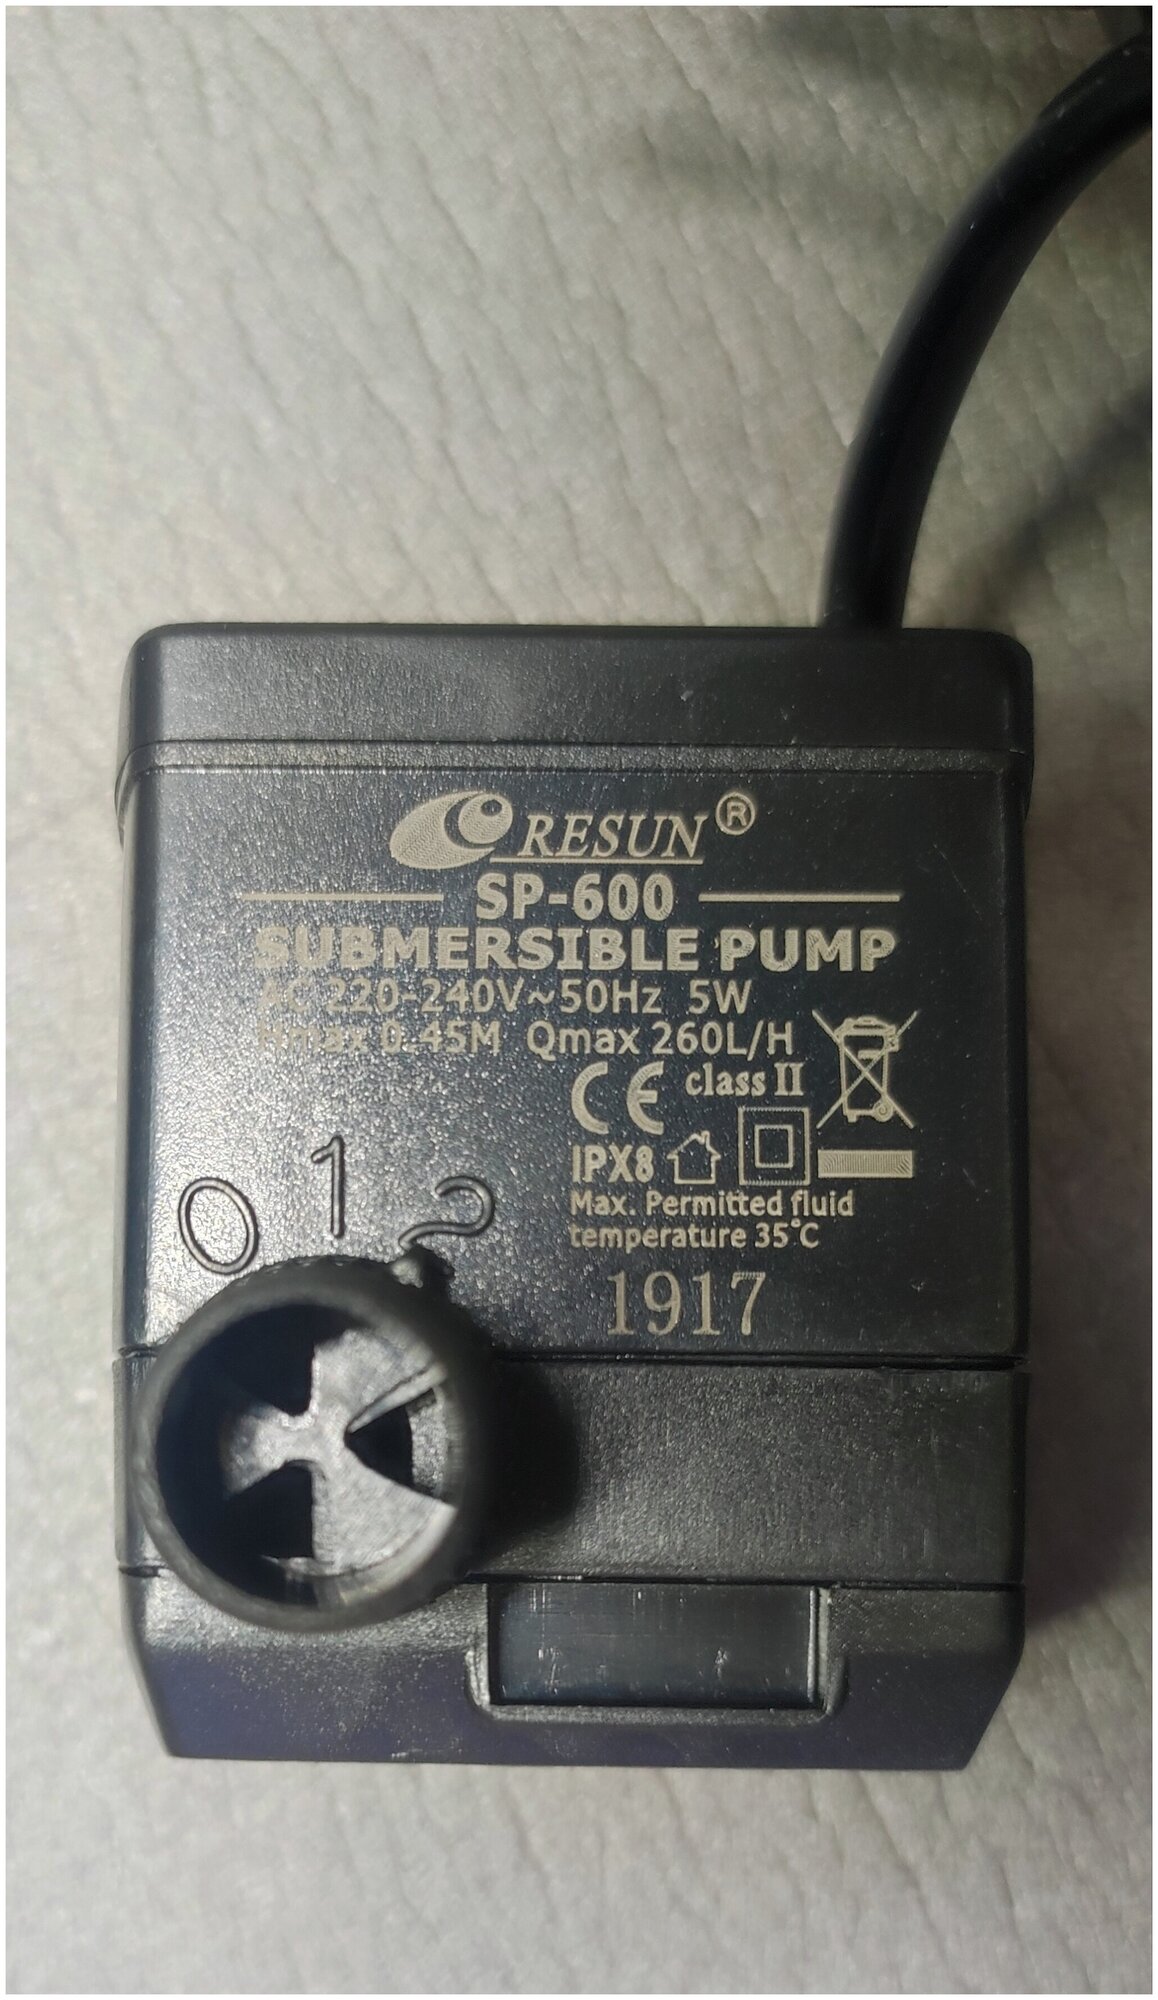 RESUN®
SP-600
SUBMERSIBLE PUMP
AC 220-240V~50Hz 5W
Hmax 0.45M Qmax 260L/H
CE class II
IPX8
Max. Permitted fluid
temperature 35°C
1917
0 1 2